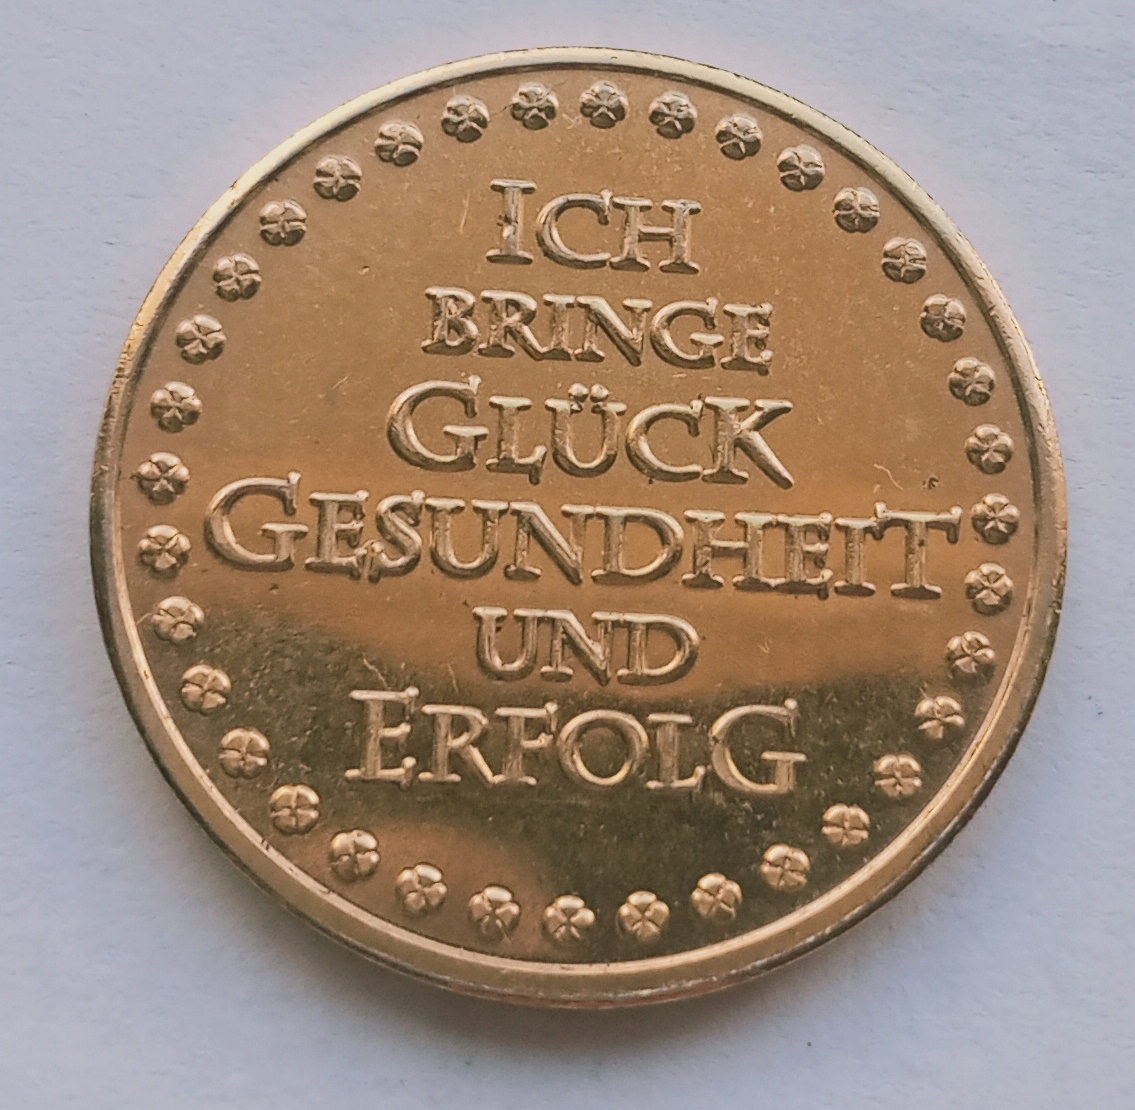 ICH
BRINGE
GLÜCK
GESUNDHEIT
UND
ERFOLG